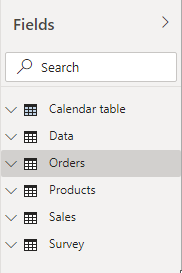 Fields
Search
Calendar table
Data
Orders
Products
Sales
Survey